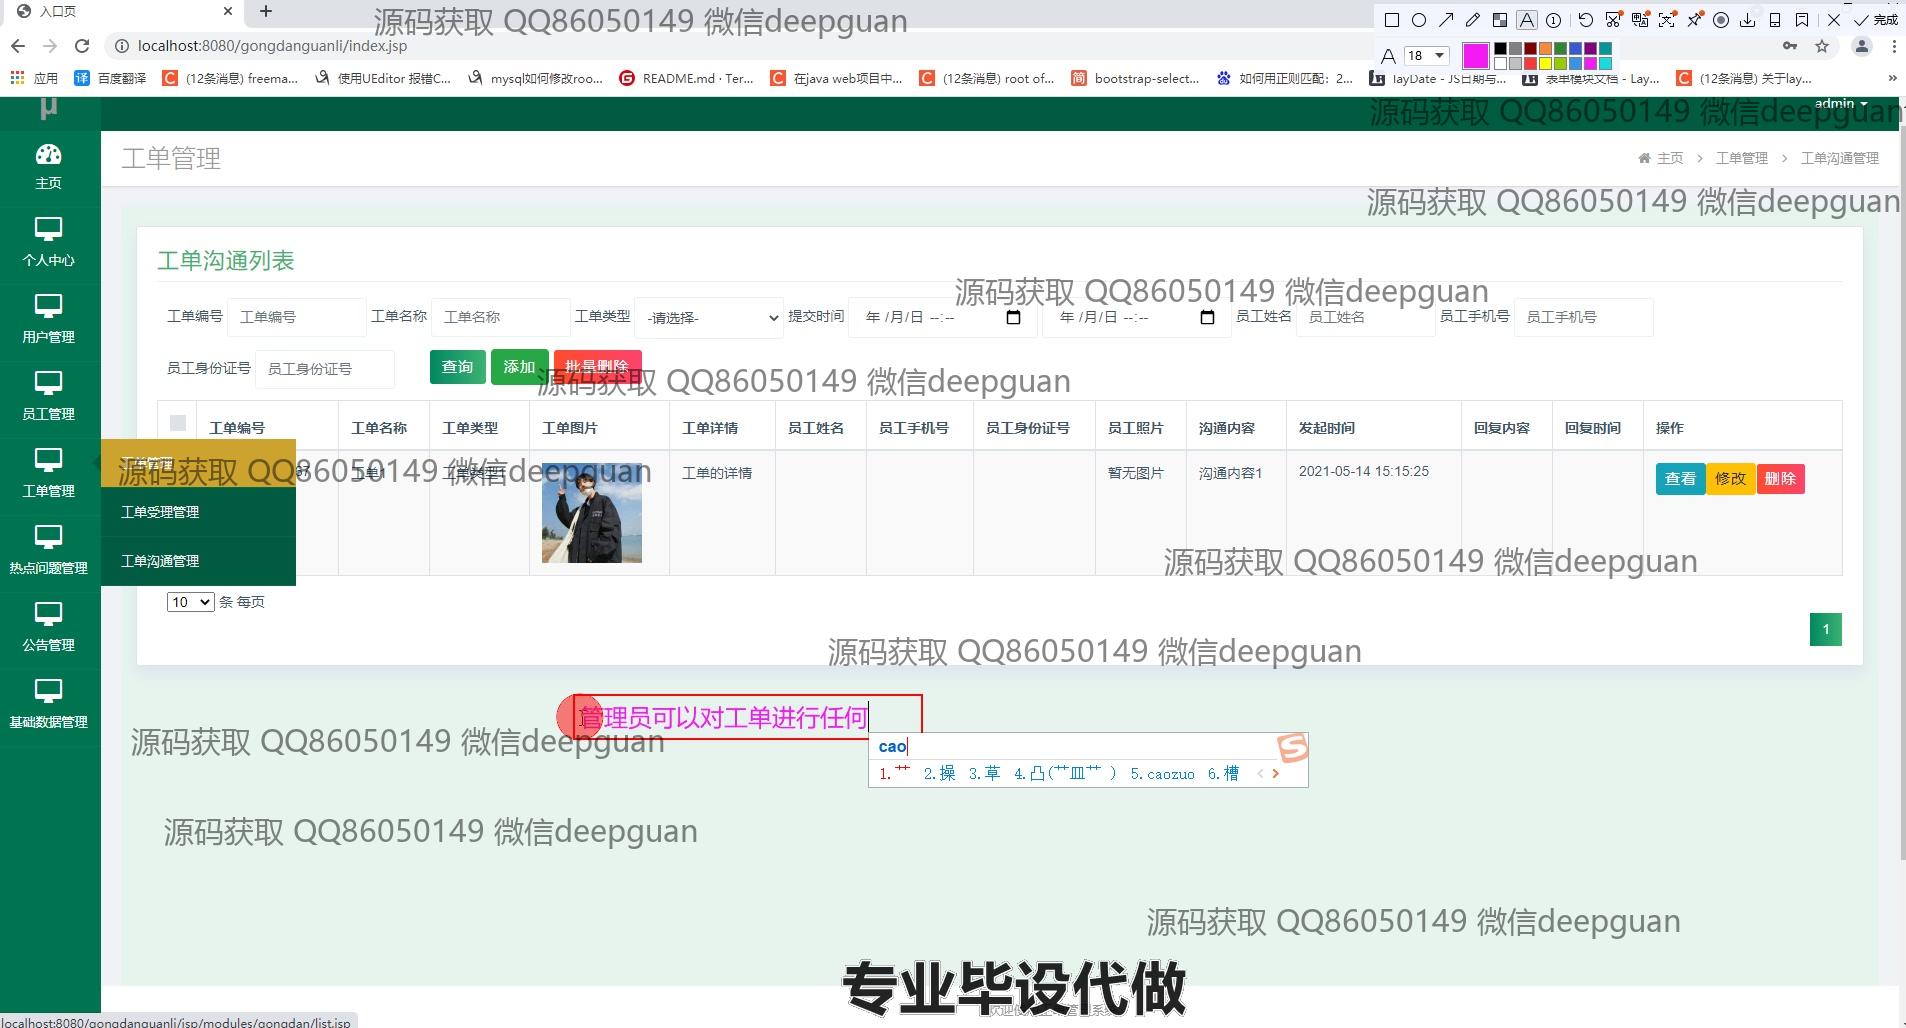 入口页
源码获取 QQ86050149 微信deepguan
完成
localhost:8080/gongdanguanli/index.jsp
18
应用 百度翻译 (12条消息) freema... 使用UEditor 报错C... mysql如何修改roo... README.md · Ter... 在java web项目中... (12条消息) root of... bootstrap-select... 如何用正则匹配：2... layDate - JS日期与... 表单模块文档 - Lay... (12条消息) 关于lay...
μ
admin
源码获取 QQ86050149 微信deepguan
工单管理
主页 > 工单管理 > 工单沟通管理
源码获取 QQ86050149 微信deepguan
主页
个人中心
用户管理
员工管理
工单管理
热点问题管理
公告管理
基础数据管理
工单沟通列表
源码获取 QQ86050149 微信deepguan
工单编号 工单编号 工单名称 工单名称 工单类型 -请选择- 提交时间 年 /月/日 --:-- 年 /月/日 --:-- 员工姓名 员工姓名 员工手机号 员工手机号
员工身份证号 员工身份证号 查询 添加 批量删除
源码获取 QQ86050149 微信deepguan
工单编号 工单名称 工单类型 工单图片 工单详情 员工姓名 员工手机号 员工身份证号 员工照片 沟通内容 发起时间 回复内容 回复时间 操作
67 工单1 工单的详情 暂无图片 沟通内容1 2021-05-14 15:15:25 查看 修改 删除
工单管理
源码获取 QQ86050149 微信deepguan
工单受理管理
工单沟通管理
源码获取 QQ86050149 微信deepguan
10 条 每页
1
源码获取 QQ86050149 微信deepguan
管理员可以对工单进行任何
源码获取 QQ86050149 微信deepguan
cao
1.艹 2.操 3.草 4.凸(艹皿艹 ) 5.caozuo 6.槽
源码获取 QQ86050149 微信deepguan
源码获取 QQ86050149 微信deepguan
专业毕设代做
localhost:8080/gongdanguanli/jsp/modules/gongdan/list.jsp